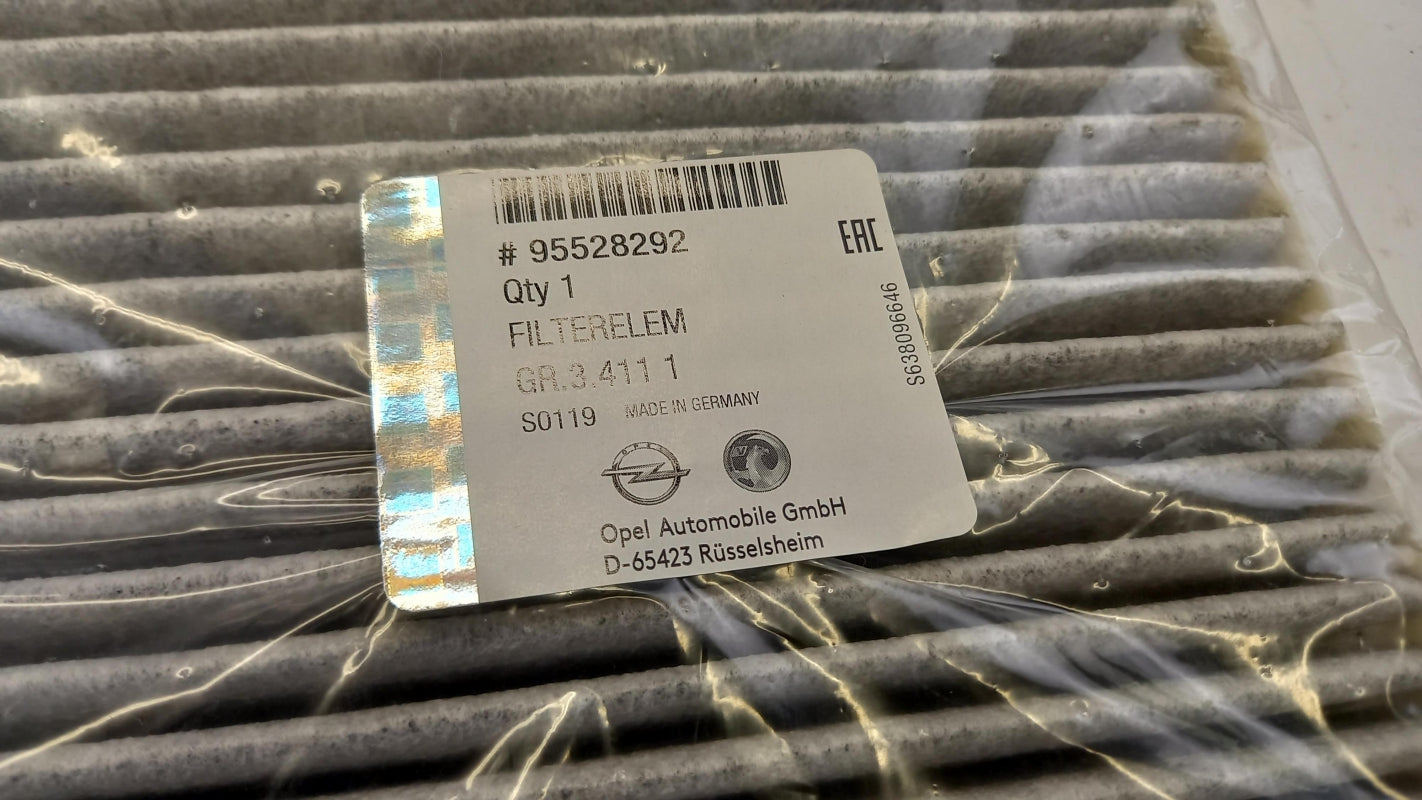 # 95528292
EAC
Qty 1
FILTERELEM
GR.3.411 1
S0119 MADE IN GERMANY
S638096646
OPEL
Opel Automobile GmbH
D-65423 Rüsselsheim